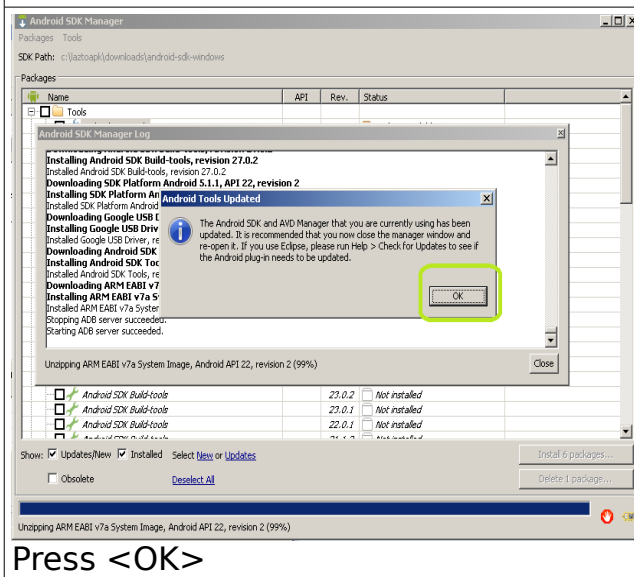 Android SDK Manager
Packages Tools
SDK Path: c:\laztoapk\downloads\android-sdk-windows
Packages
Name API Rev. Status
Tools
Android SDK Manager Log
Installing Android SDK Build-tools, revision 27.0.2
Installed Android SDK Build-tools, revision 27.0.2
Downloading SDK Platform Android 5.1.1, API 22, revision 2
Installing SDK Platform An
Installed SDK Platform Android
Downloading Google USB D
Installing Google USB Driv
Installed Google USB Driver, re
Downloading Android SDK
Installing Android SDK Too
Installed Android SDK Tools, re
Downloading ARM EABI v7
Installing ARM EABI v7a S
Installed ARM EABI v7a System
Stopping ADB server succeeded.
Starting ADB server succeeded.
Android Tools Updated
The Android SDK and AVD Manager that you are currently using has been
updated. It is recommended that you now close the manager window and
re-open it. If you use Eclipse, please run Help > Check for Updates to see if
the Android plug-in needs to be updated.
OK
Unzipping ARM EABI v7a System Image, Android API 22, revision 2 (99%)
Close
Android SDK Build-tools 23.0.2 Not installed
Android SDK Build-tools 23.0.1 Not installed
Android SDK Build-tools 22.0.1 Not installed
Show: Updates/New Installed Select New or Updates
Install 6 packages...
Obsolete Deselect All
Delete 1 package...
Unzipping ARM EABI v7a System Image, Android API 22, revision 2 (99%)
Press <OK>